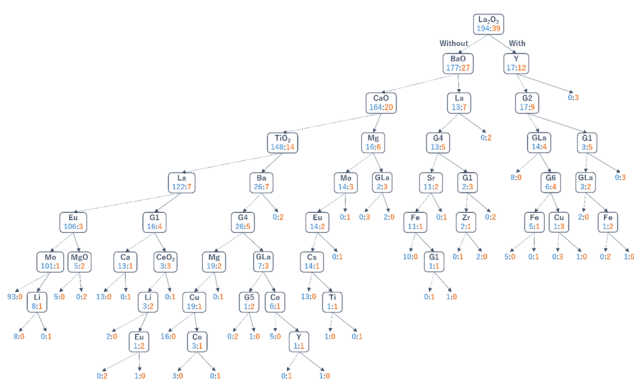 La2O3
194:39
Without With
BaO Y
177:27 17:12
CaO La G2 0:3
164:20 13:7 17:9
TiO2 Mg G4 0:2 GLa G1
148:14 16:6 13:5 14:4 3:5
La Ba Mo GLa Sr G1 8:0 G6 GLa 0:3
122:7 26:7 14:3 2:3 11:2 2:3 6:4 3:2
Eu G1 G4 0:2 Eu 0:1 0:3 2:0 Fe 0:1 Zr 0:2 Fe Cu 2:0 Fe
106:3 16:4 26:5 14:2 11:1 2:1 5:1 1:3 1:2
Mo MgO Ca CeO2 Mg GLa Cs 0:1 10:0 G1 0:1 2:0 5:0 0:1 0:3 1:0 0:2 1:0
101:1 5:2 13:1 3:3 19:2 7:3 14:1 1:1
93:0 Li 5:0 0:2 13:0 0:1 Li 0:1 Cu 0:1 G5 Ce 13:0 Ti 0:1 1:0
8:1 3:2 19:1 1:2 6:1 1:1
8:0 0:1 2:0 Eu 16:0 Ce 0:2 1:0 5:0 Y 1:0 0:1
1:2 3:1 1:1
0:2 1:0 3:0 0:1 0:1 1:0